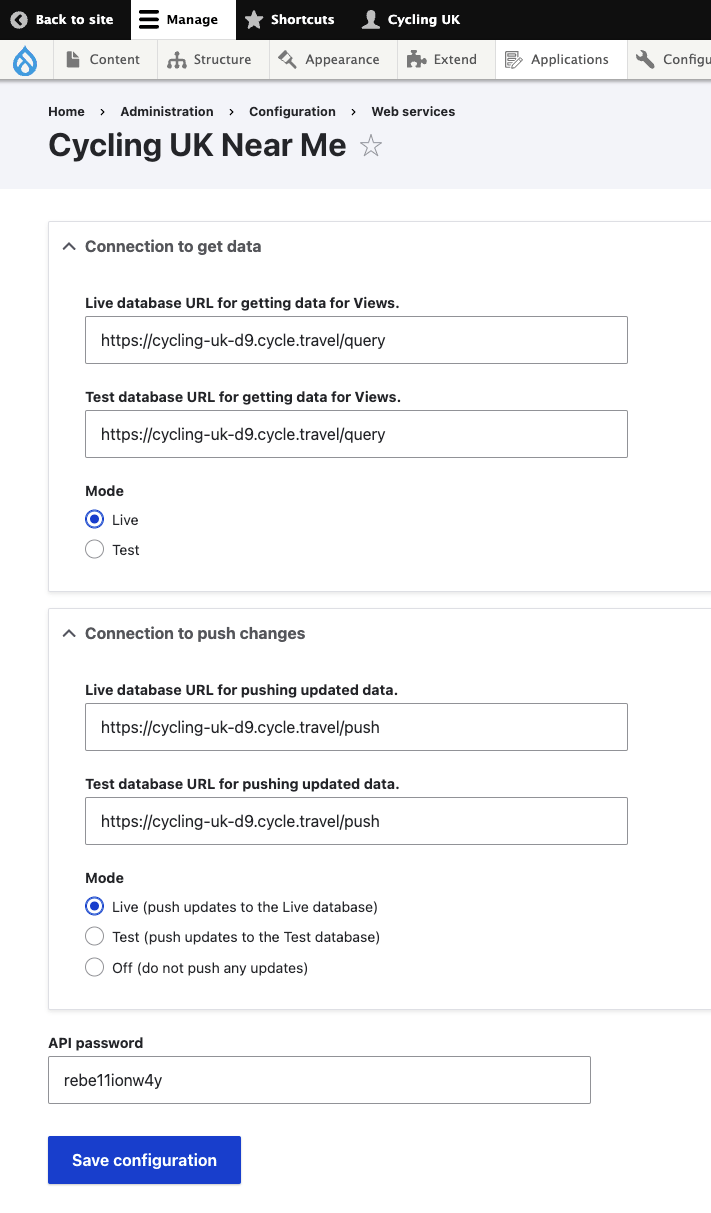 Back to site Manage Shortcuts Cycling UK
Content Structure Appearance Extend Applications Configu
Home › Administration › Configuration › Web services
Cycling UK Near Me
Connection to get data
Live database URL for getting data for Views.
https://cycling-uk-d9.cycle.travel/query
Test database URL for getting data for Views.
https://cycling-uk-d9.cycle.travel/query
Mode
Live
Test
Connection to push changes
Live database URL for pushing updated data.
https://cycling-uk-d9.cycle.travel/push
Test database URL for pushing updated data.
https://cycling-uk-d9.cycle.travel/push
Mode
Live (push updates to the Live database)
Test (push updates to the Test database)
Off (do not push any updates)
API password
rebe11ionw4y
Save configuration